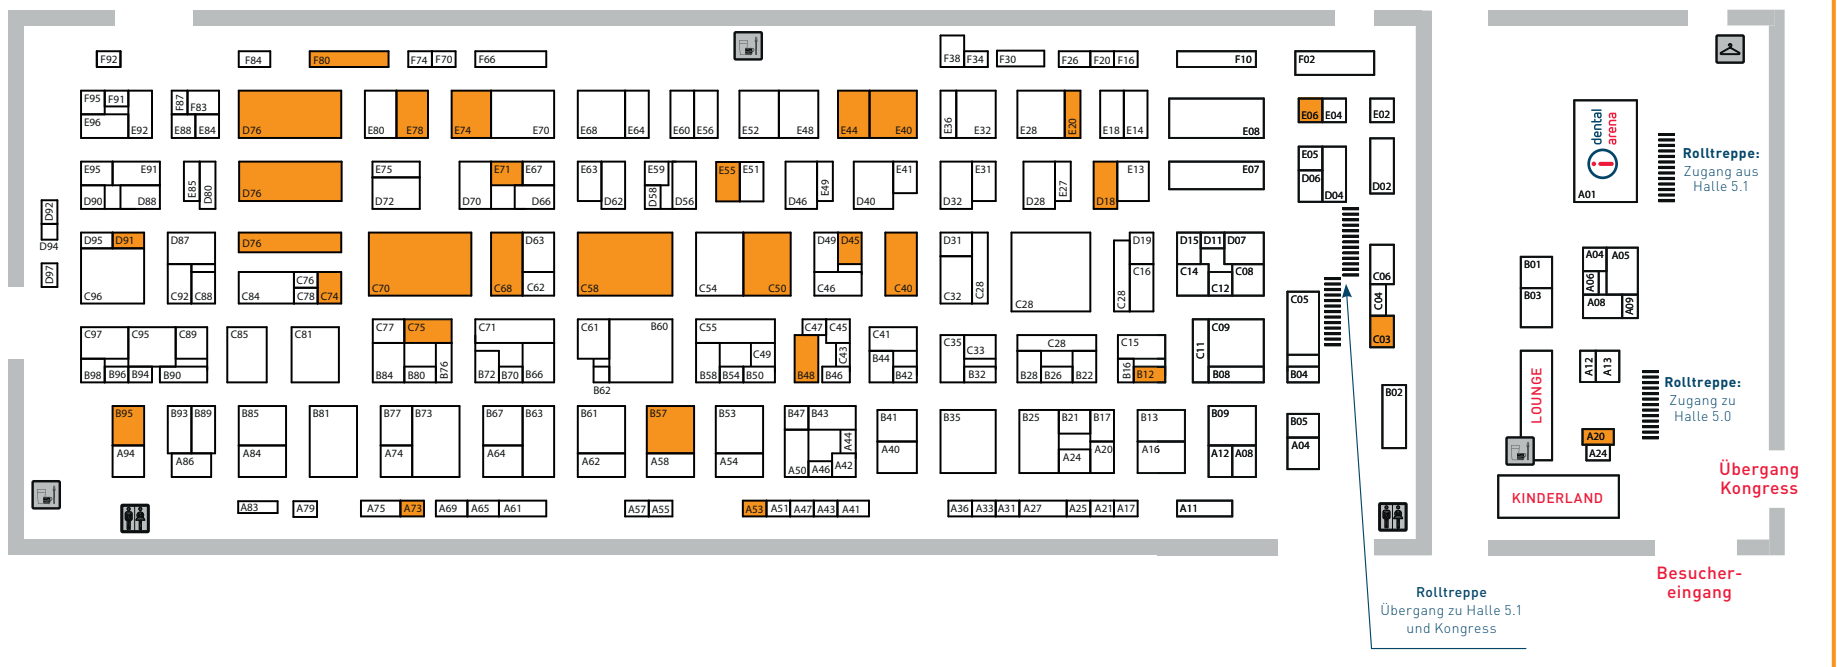 F92
F84
F80
F74
F70
F66
F38
F34
F30
F26
F20
F16
F10
F02
F95
F91
E96
E92
F87
F83
E88
E84
D76
E80
E78
E74
E70
E68
E64
E60
E56
E52
E48
E44
E40
E36
E32
E28
E20
E18
E14
E08
E06
E04
E02
dental
arena
A01
Rolltreppe:
Zugang aus
Halle 5.1
E95
E91
D90
D88
E85
D80
D76
E75
D72
E71
E67
D70
D66
E63
D62
E59
D58
D56
E55
E51
D46
E49
D40
E41
E31
D32
D28
E27
D18
E13
E07
E05
D06
D04
D02
D92
D94
D97
D95
D91
C96
D87
C92
C88
D76
C84
C76
C78
C74
C70
C68
D63
C62
C58
C54
C50
D49
D45
C46
C40
D31
C32
C28
C28
C28
D19
C16
D15
D11
D07
C14
C12
C08
C06
C04
C03
C05
B04
B01
B03
A04
A05
A06
A08
A09
C97
C95
C89
B98
B96
B94
B90
C85
C81
C77
C75
B84
B80
B76
C71
B72
B70
B66
C61
B60
B62
C55
C49
B58
B54
B50
C47
C45
C43
B48
B46
C41
B44
B42
C35
C33
B32
C28
B28
B26
B22
C15
B16
B12
C11
C09
B08
B02
LOUNGE
A12
A13
Rolltreppe:
Zugang zu
Halle 5.0
B95
A94
B93
B89
A86
B85
A84
B81
B77
B73
A74
B67
B63
A64
B61
A62
B57
A58
B53
A54
B47
B43
A44
A50
A46
A42
B41
A40
B35
B25
B21
B17
A24
A20
B13
A16
B09
A12
A08
B05
A04
A20
A24
KINDERLAND
Übergang
Kongress
A83
A79
A75
A73
A69
A65
A61
A57
A55
A53
A51
A47
A43
A41
A36
A33
A31
A27
A25
A21
A17
A11
Besucher-
eingang
Rolltreppe
Übergang zu Halle 5.1
und Kongress